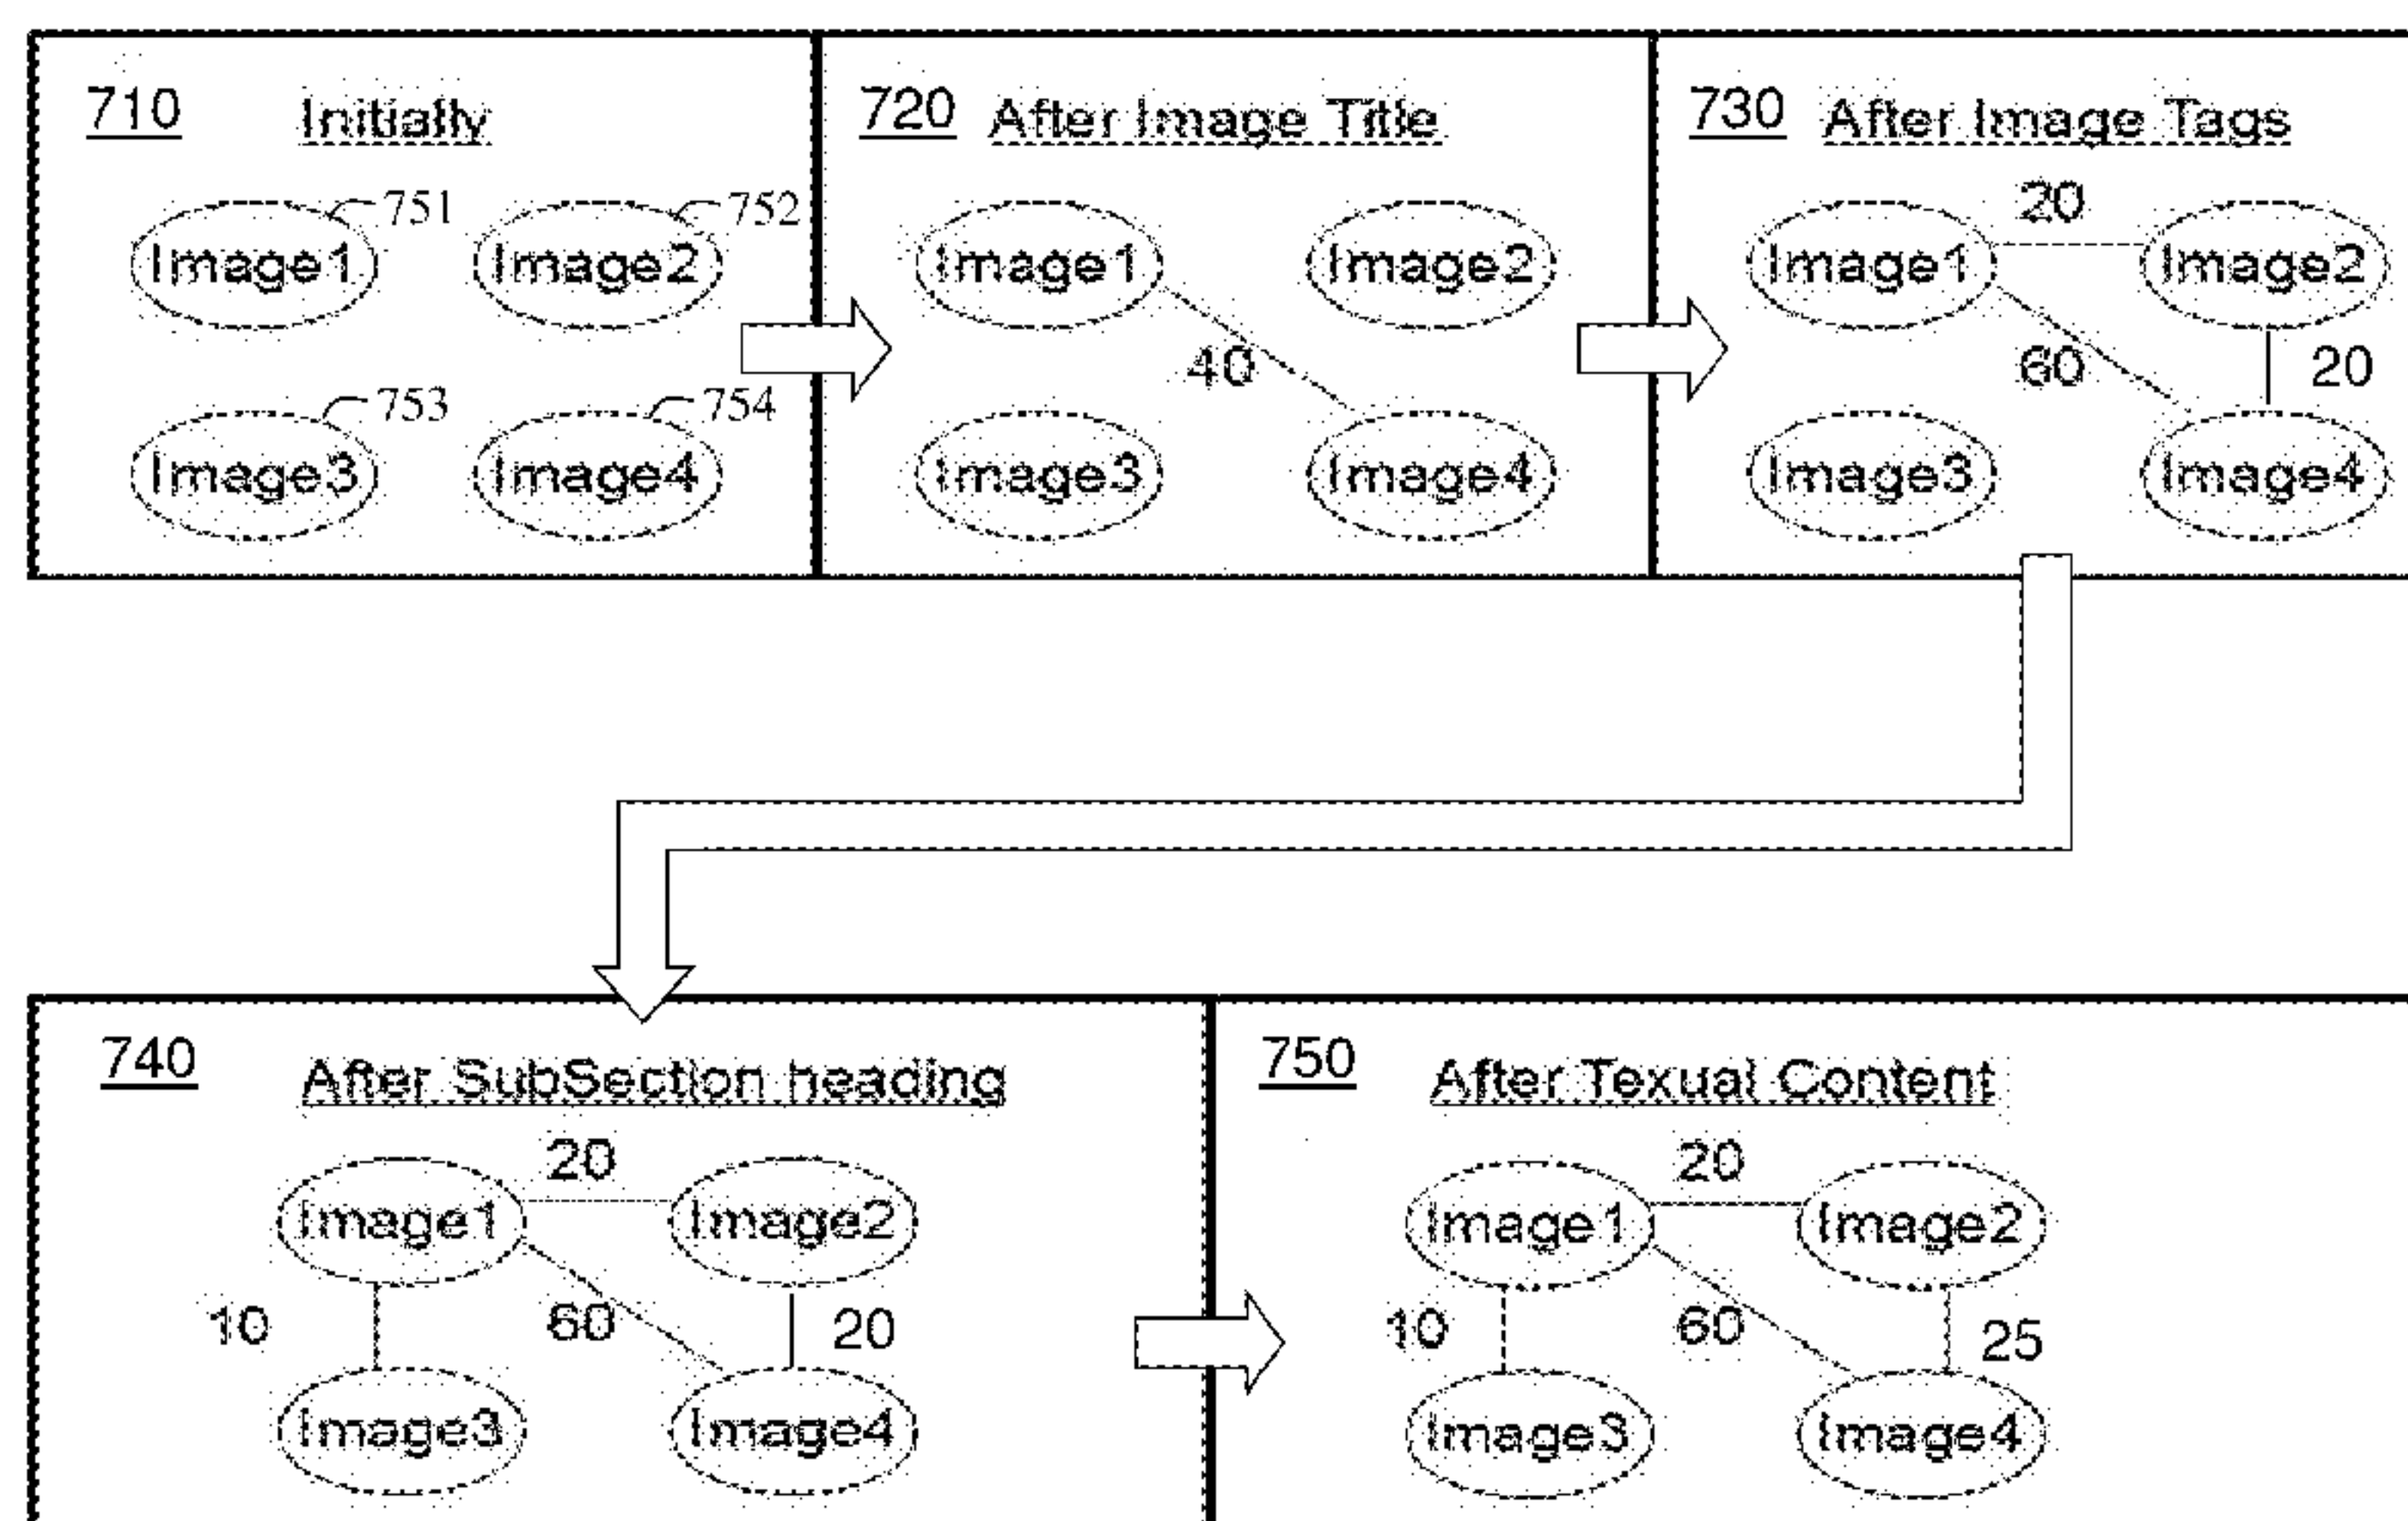 710 Initially
751 752
Image1 Image2
753 754
Image3 Image4
720 After Image Title
Image1 Image2
40
Image3 Image4
730 After Image Tags
20
Image1 Image2
60 20
Image3 Image4
740 After SubSection heading
20
Image1 Image2
10 60 20
Image3 Image4
750 After Texual Content
20
Image1 Image2
10 60 25
Image3 Image4